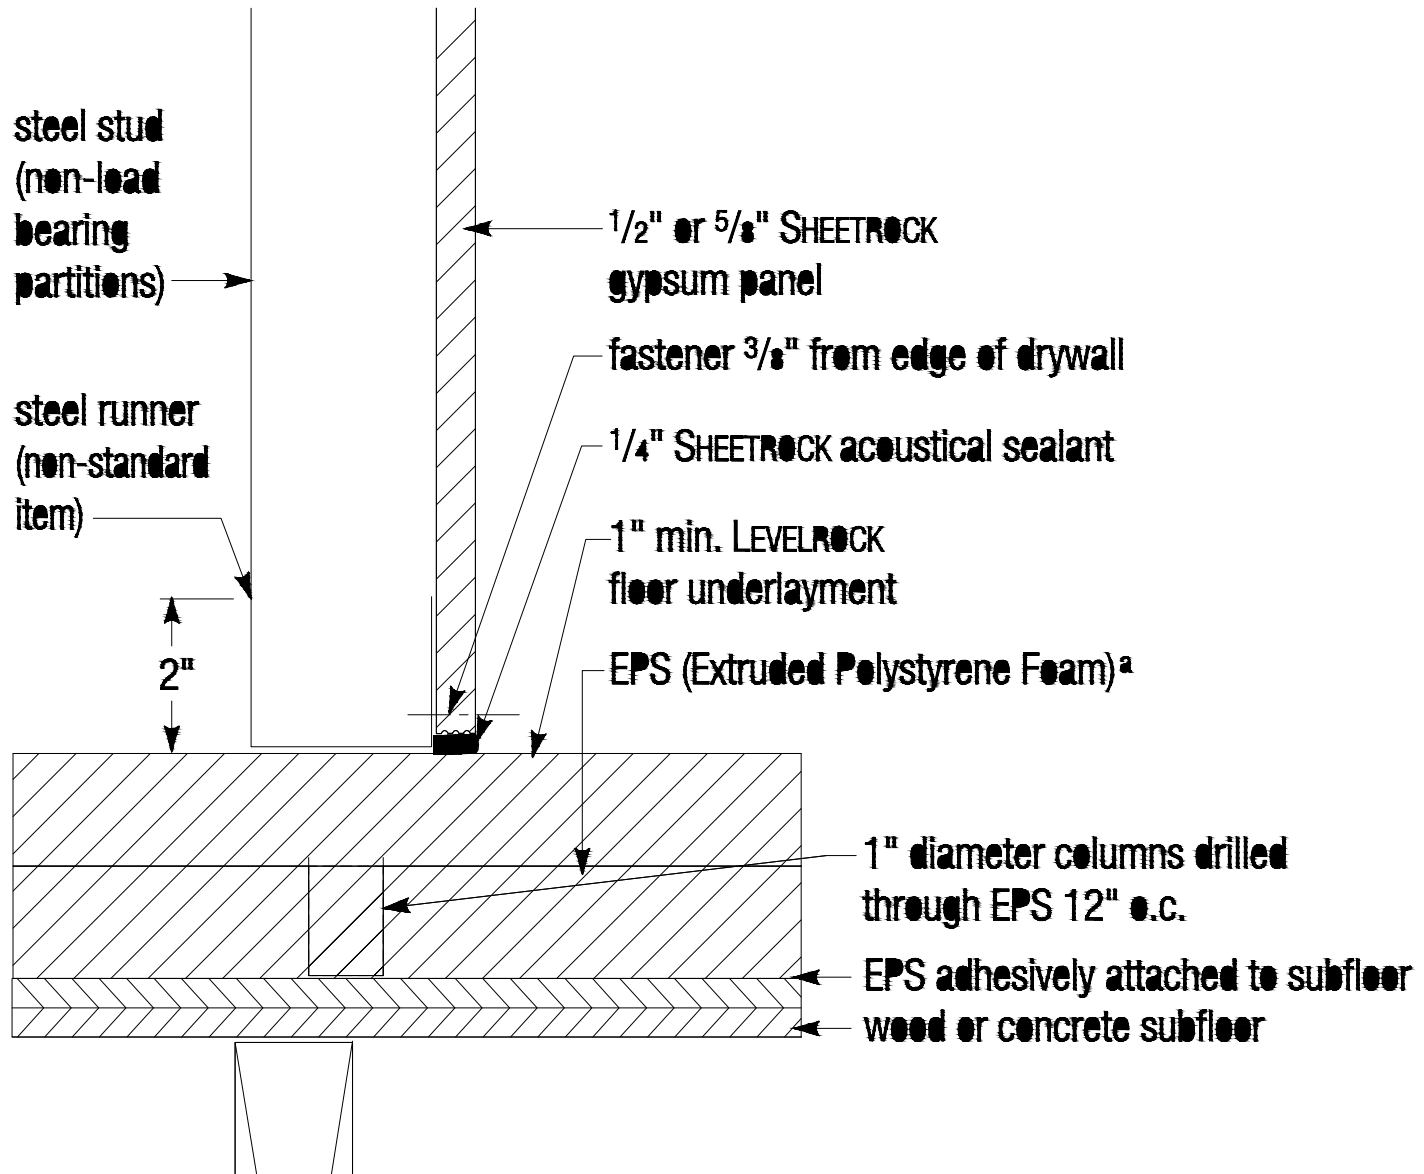 steel stud
(non-load
bearing
partitions)
1/2" or 5/8" SHEETROCK
gypsum panel
fastener 3/8" from edge of drywall
steel runner
(non-standard
item)
1/4" SHEETROCK acoustical sealant
1" min. LEVELROCK
floor underlayment
2"
EPS (Extruded Polystyrene Foam)ª
1" diameter columns drilled
through EPS 12" o.c.
EPS adhesively attached to subfloor
wood or concrete subfloor